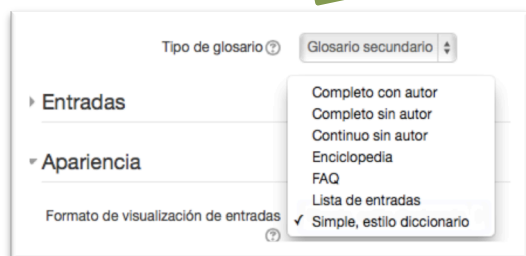 Tipo de glosario Glosario secundario
Entradas
Completo con autor
Completo sin autor
Continuo sin autor
Enciclopedia
FAQ
Lista de entradas
✓ Simple, estilo diccionario
Apariencia
Formato de visualización de entradas